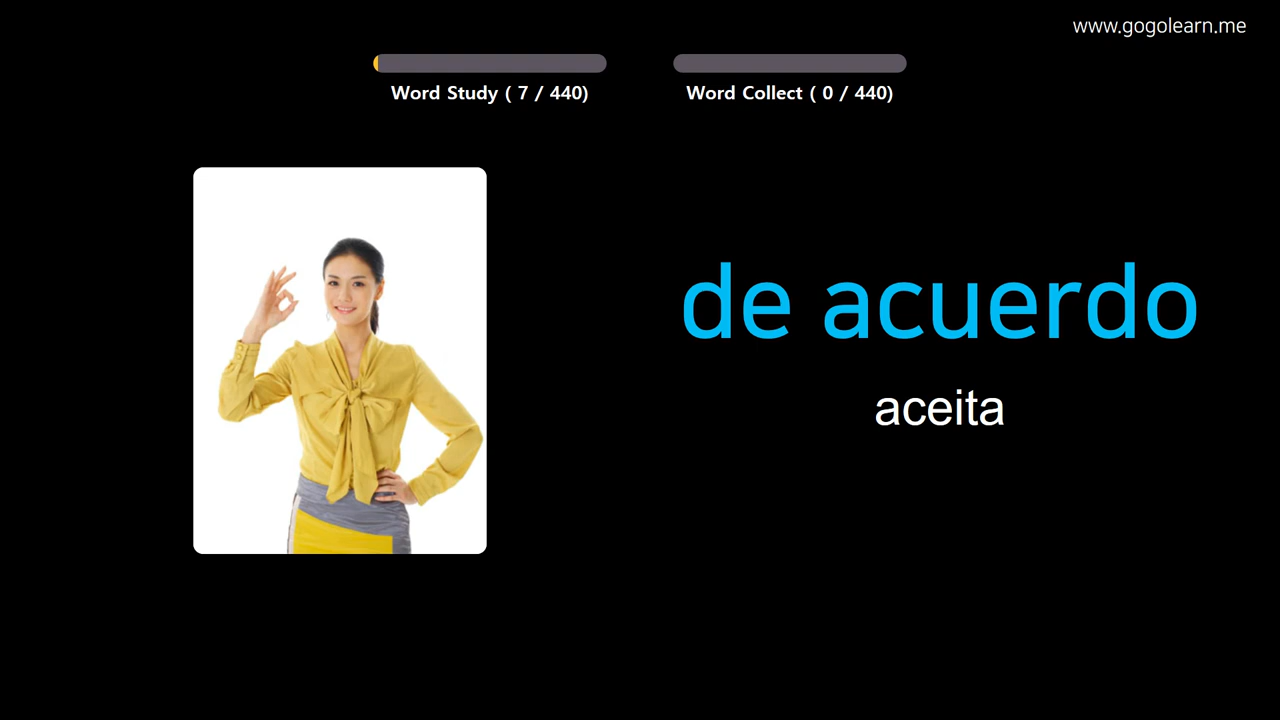 www.gogolearn.me
Word Study ( 7 / 440)
Word Collect ( 0 / 440)
de acuerdo
aceita